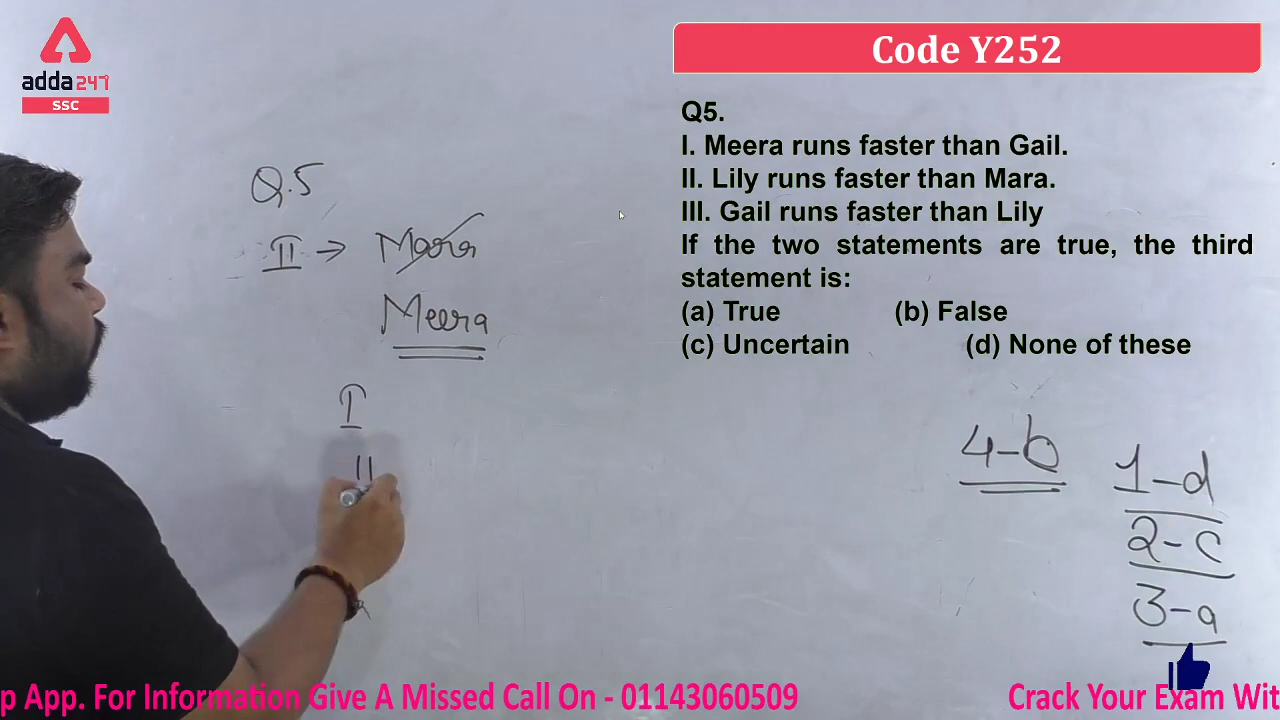 adda247
SSC
Code Y252
Q5.
I. Meera runs faster than Gail.
II. Lily runs faster than Mara.
III. Gail runs faster than Lily
If the two statements are true, the third
statement is:
(a) True (b) False
(c) Uncertain (d) None of these
Q.5
II → Mara
Meera
I
II
4-b
1-d
2-c
3-a
p App. For Information Give A Missed Call On - 01143060509
Crack Your Exam Wit